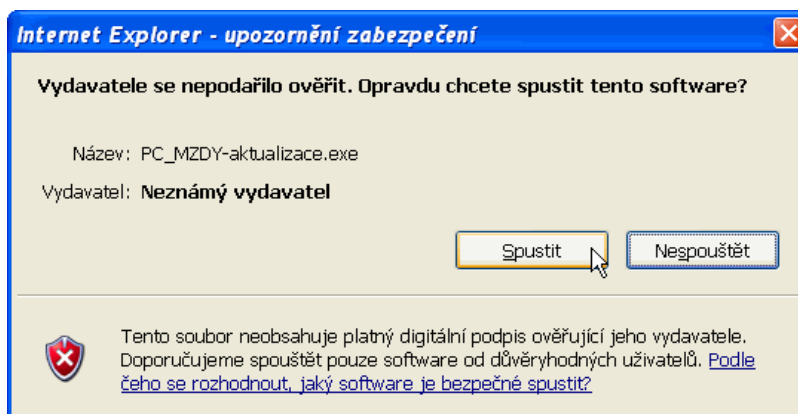 Internet Explorer - upozornění zabezpečení
Vydavatele se nepodařilo ověřit. Opravdu chcete spustit tento software?
Název: PC_MZDY-aktualizace.exe
Vydavatel: Neznámý vydavatel
Spustit Nespouštět
Tento soubor neobsahuje platný digitální podpis ověřující jeho vydavatele.
Doporučujeme spouštět pouze software od důvěryhodných uživatelů. Podle
čeho se rozhodnout, jaký software je bezpečné spustit?